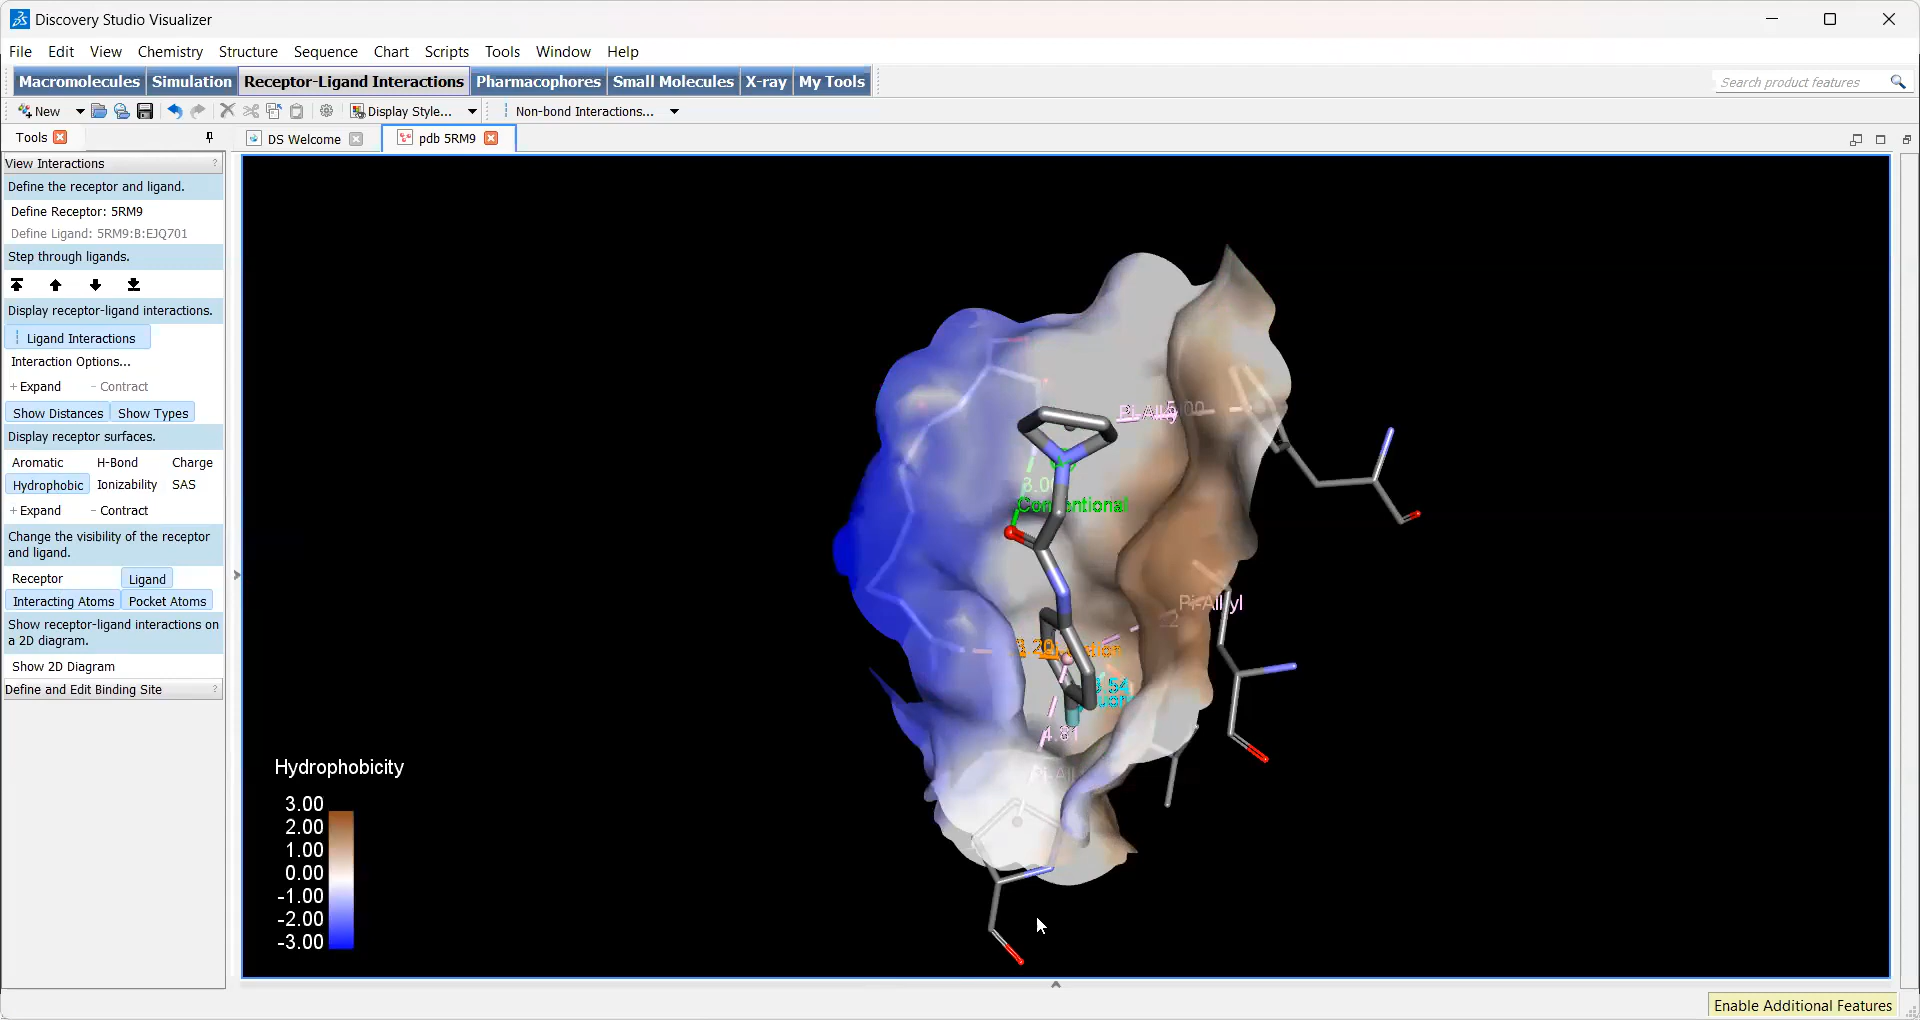 Discovery Studio Visualizer
File Edit View Chemistry Structure Sequence Chart Scripts Tools Window Help
Macromolecules Simulation Receptor-Ligand Interactions Pharmacophores Small Molecules X-ray My Tools
Search product features
New Display Style... Non-bond Interactions...
Tools
DS Welcome pdb 5RM9
View Interactions ?
Define the receptor and ligand.
Define Receptor: 5RM9
Define Ligand: 5RM9:B:EJQ701
Step through ligands.
Display receptor-ligand interactions.
Ligand Interactions
Interaction Options...
+ Expand - Contract
Show Distances Show Types
Display receptor surfaces.
Aromatic H-Bond Charge
Hydrophobic Ionizability SAS
+ Expand - Contract
Change the visibility of the receptor
and ligand.
Receptor Ligand
Interacting Atoms Pocket Atoms
Show receptor-ligand interactions on
a 2D diagram.
Show 2D Diagram
Define and Edit Binding Site ?
4.81
Hydrophobicity
3.00
2.00
1.00
0.00
-1.00
-2.00
-3.00
Enable Additional Features